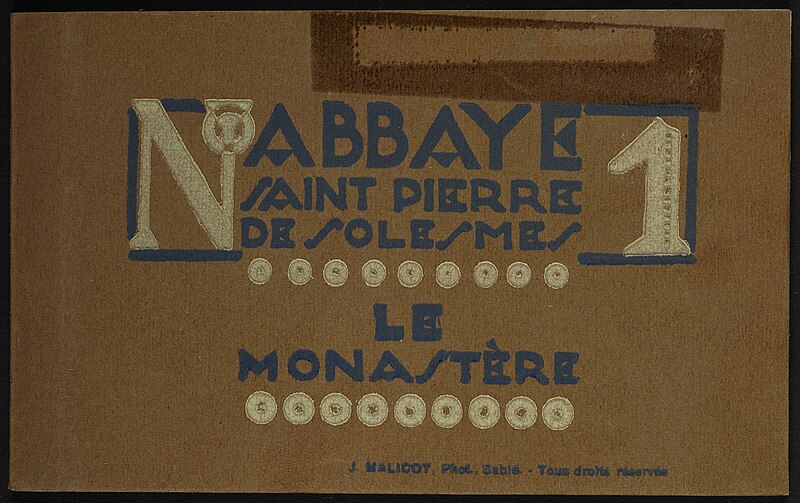 N° ABBAYE 1
SAINT PIERRE
DE SOLESMES
LE
MONASTÈRE
J. MALICOT, Phot., Sablé - Tous droits réservés